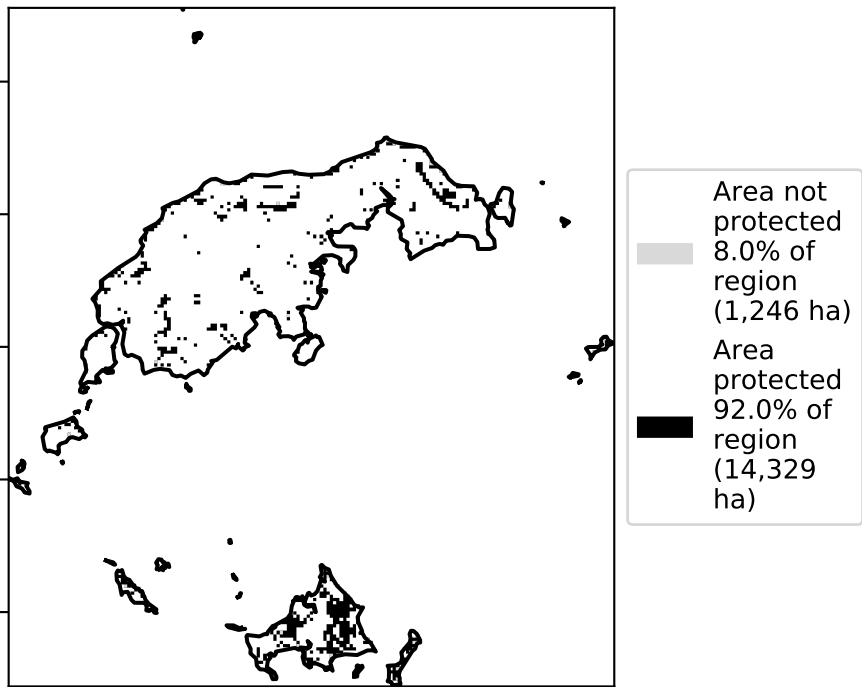 Area not
protected
8.0% of
region
(1,246 ha)
Area
protected
92.0% of
region
(14,329
ha)